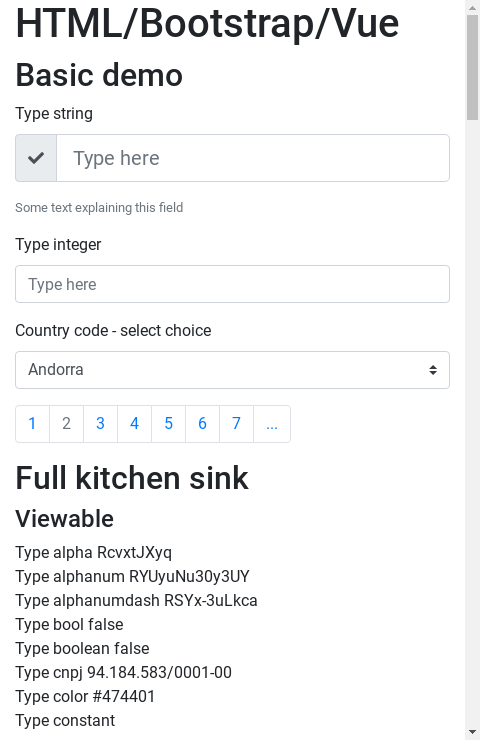 HTML/Bootstrap/Vue
Basic demo
Type string
Type here
Some text explaining this field
Type integer
Type here
Country code - select choice
Andorra
1 2 3 4 5 6 7 ...
Full kitchen sink
Viewable
Type alpha RcvxtJXyq
Type alphanum RYUyuNu30y3UY
Type alphanumdash RSYx-3uLkca
Type bool false
Type boolean false
Type cnpj 94.184.583/0001-00
Type color #474401
Type constant